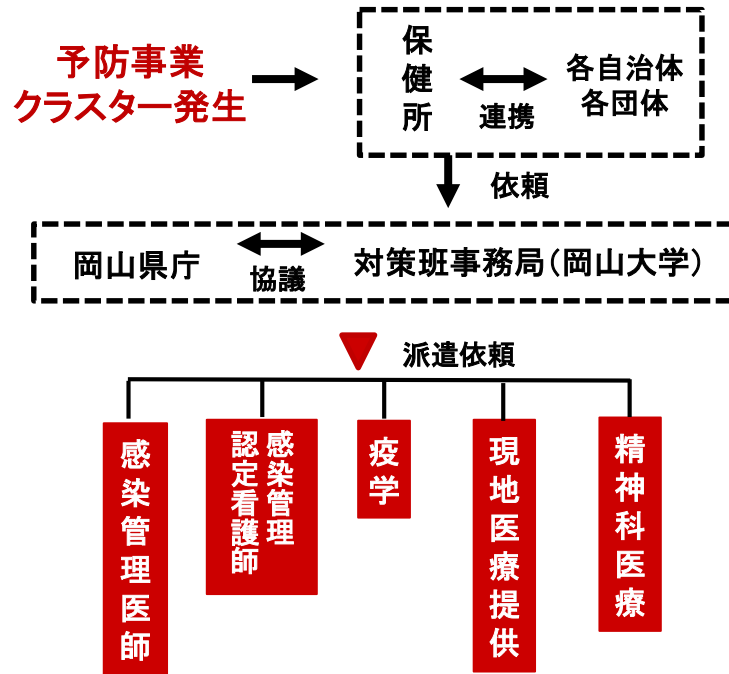 予防事業
クラスター発生
保健所
連携
各自治体
各団体
依頼
岡山県庁
協議
対策班事務局(岡山大学)
派遣依頼
感染管理医師
感染管理
認定看護師
疫学
現地医療提供
精神科医療